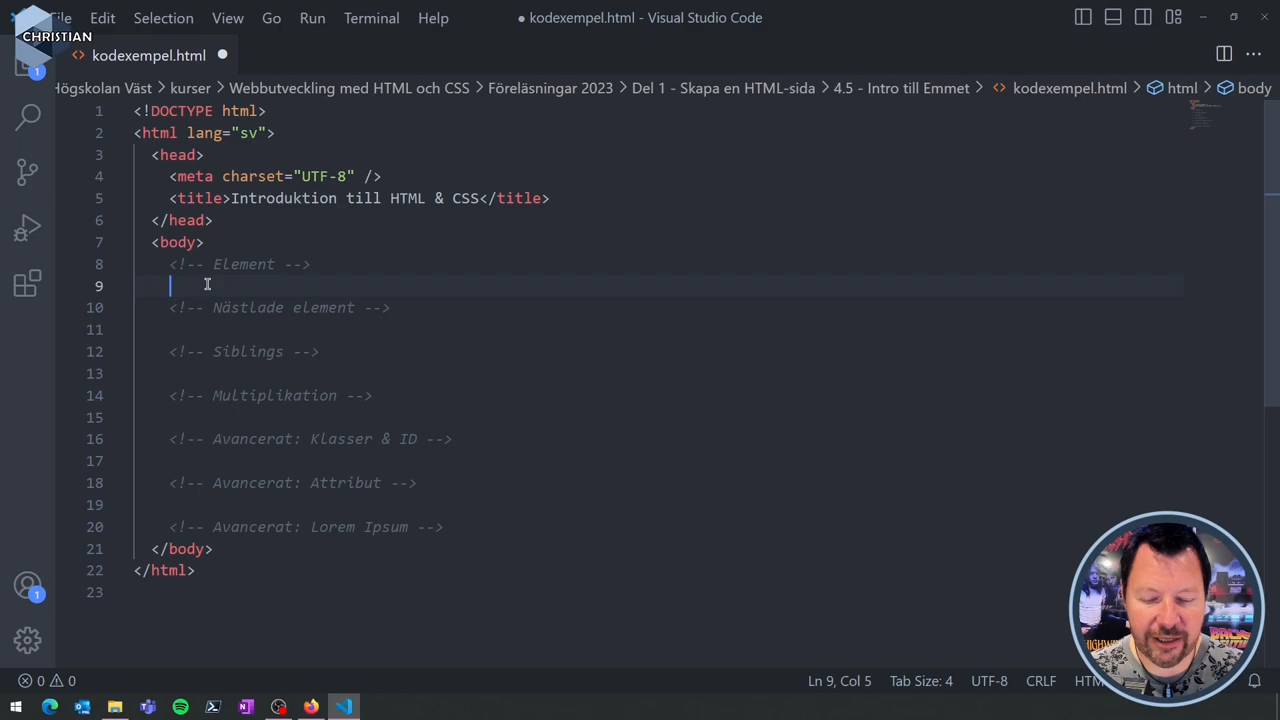 File Edit Selection View Go Run Terminal Help
● kodexempel.html - Visual Studio Code
CHRISTIAN
kodexempel.html
Högskolan Väst > kurser > Webbutveckling med HTML och CSS > Föreläsningar 2023 > Del 1 - Skapa en HTML-sida > 4.5 - Intro till Emmet > kodexempel.html > html > body
1 <!DOCTYPE html>
2 <html lang="sv">
3 <head>
4 <meta charset="UTF-8" />
5 <title>Introduktion till HTML & CSS</title>
6 </head>
7 <body>
8 <!-- Element -->
9
10 <!-- Nästlade element -->
11
12 <!-- Siblings -->
13
14 <!-- Multiplikation -->
15
16 <!-- Avancerat: Klasser & ID -->
17
18 <!-- Avancerat: Attribut -->
19
20 <!-- Avancerat: Lorem Ipsum -->
21 </body>
22 </html>
23
1
1
0 0 Ln 9, Col 5 Tab Size: 4 UTF-8 CRLF